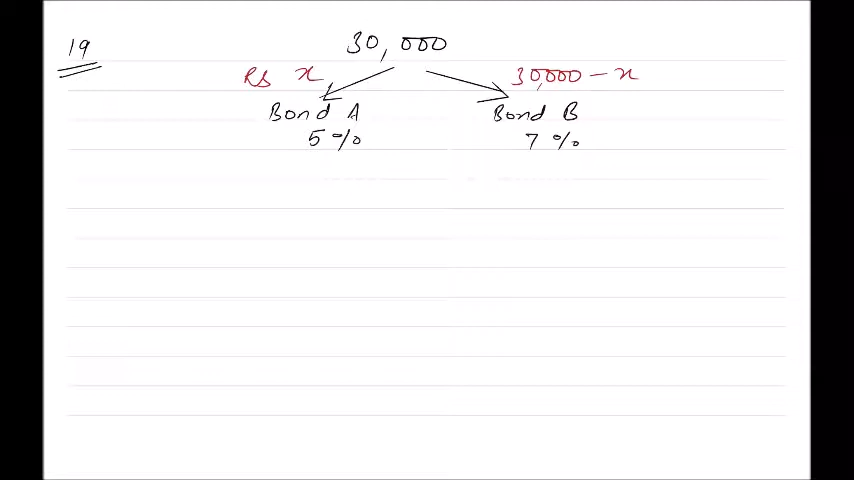 19
30,000
Rs x 30,000 - x
Bond A Bond B
5 % 7 %